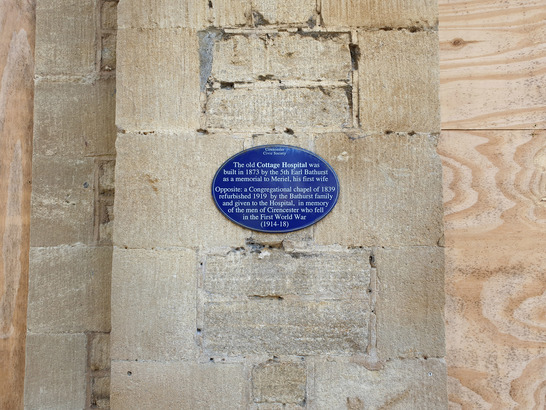 Cirencester
Civic Society
The old Cottage Hospital was
built in 1873 by the 5th Earl Bathurst
as a memorial to Meriel, his first wife
Opposite: a Congregational chapel of 1839
refurbished 1919 by the Bathurst family
and given to the Hospital, in memory
of the men of Cirencester who fell
in the First World War
(1914-18)